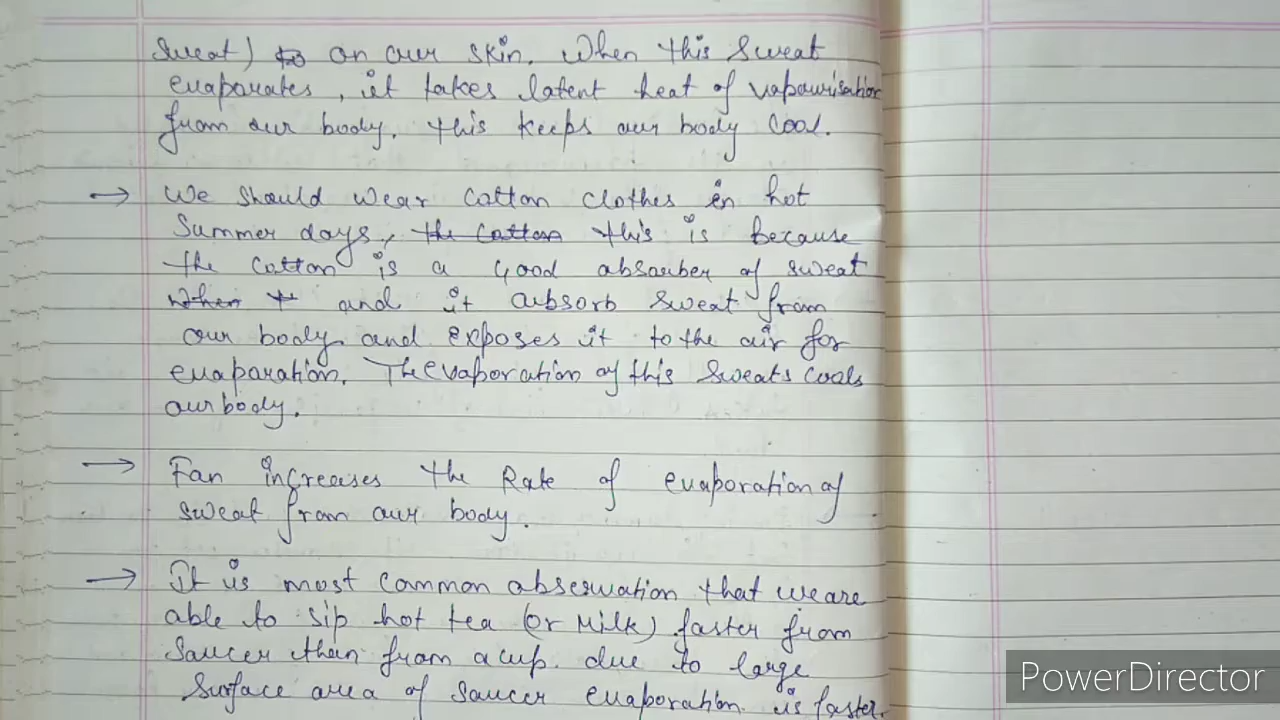 sweat) to on our skin. When this sweat
evaporates, it takes latent heat of vapourisation
from our body. This keeps our body cool.
→ We should wear cotton clothes in hot
summer days, the cotton this is because
the cotton is a good absorber of sweat
when t and it absorb sweat from
our body and exposes it to the air for
evaparation. The evaporation of this sweats cools
our body.
→ Fan increases the Rate of evaporation of
sweat from our body.
→ It is most common observation that we are
able to sip hot tea (or Milk) faster from
saucer than from a cup. due to large
surface area of saucer evaporation is faster.
PowerDirector